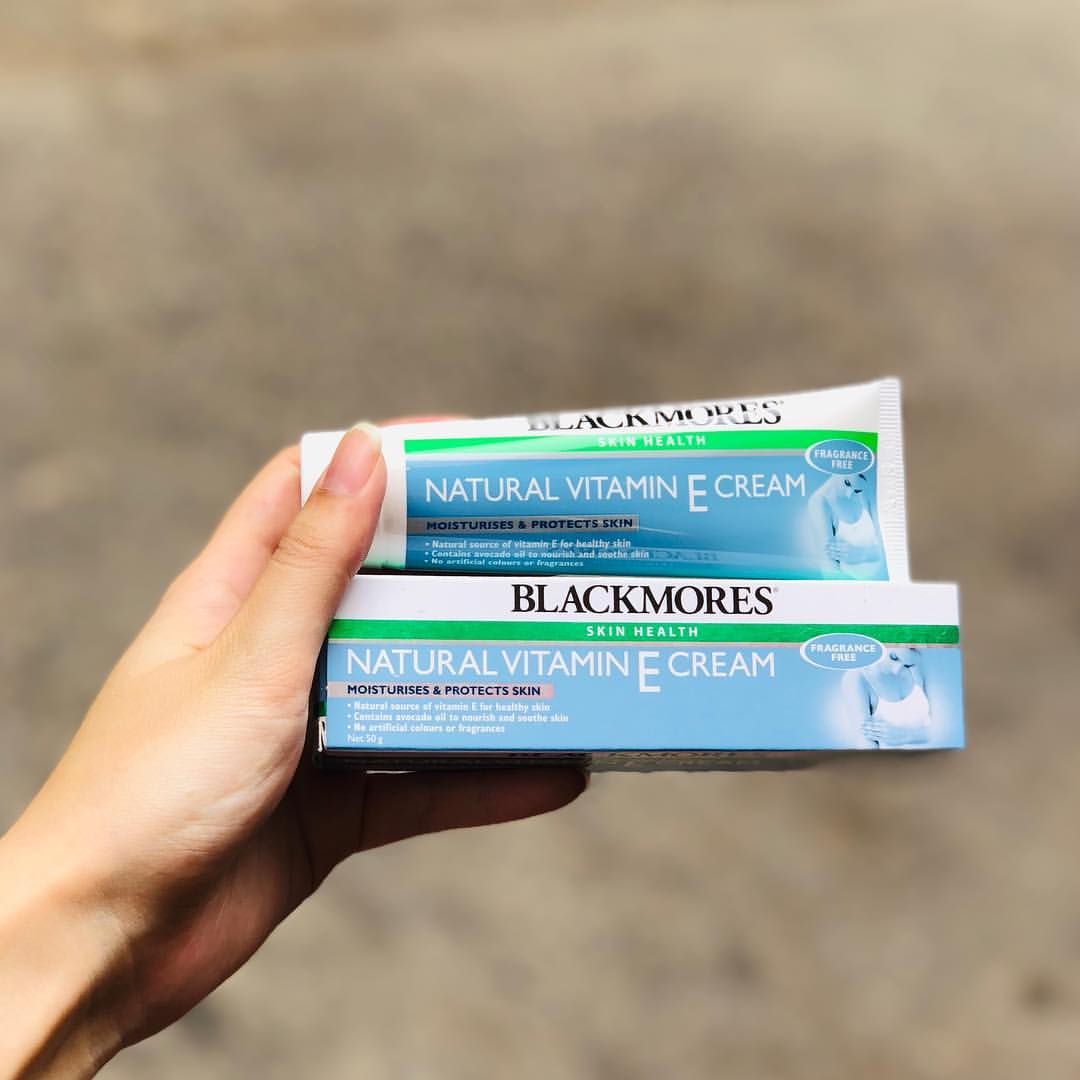 BLACKMORES®
SKIN HEALTH
FRAGRANCE
FREE
NATURAL VITAMIN E CREAM
MOISTURISES & PROTECTS SKIN
• Natural source of vitamin E for healthy skin
• Contains avocado oil to nourish and soothe skin
• No artificial colours or fragrances
BLACKMORES®
SKIN HEALTH
FRAGRANCE
FREE
NATURAL VITAMIN E CREAM
MOISTURISES & PROTECTS SKIN
• Natural source of vitamin E for healthy skin
• Contains avocado oil to nourish and soothe skin
• No artificial colours or fragrances
Net 50 g